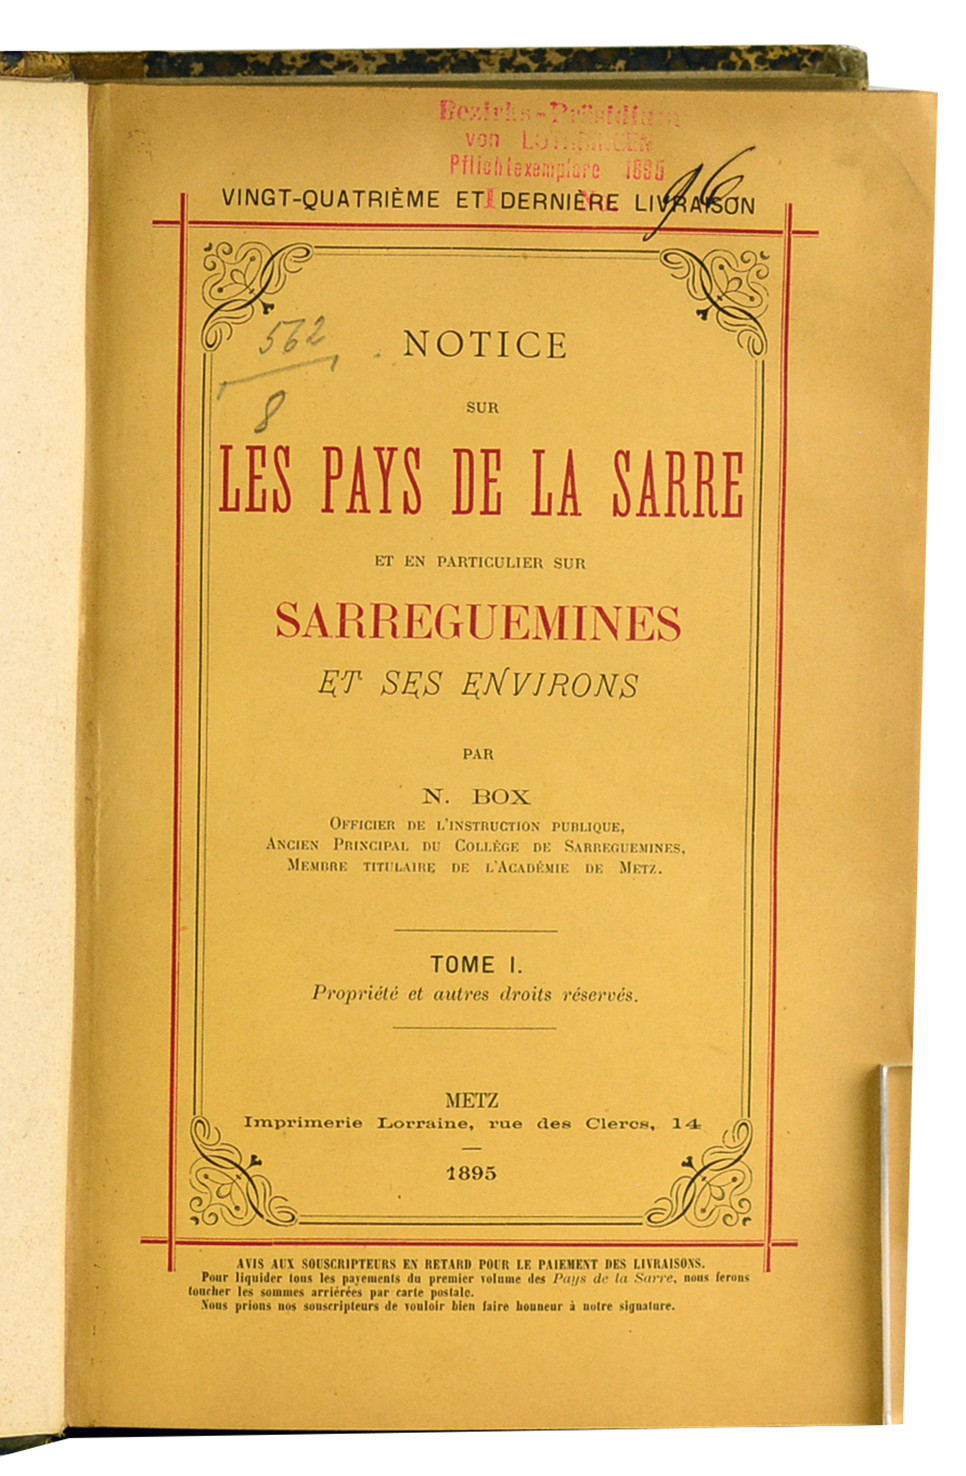 Bezirks-Präsidium
von LOTHRINGEN
Pflichtexemplare 1895
96.
VINGT-QUATRIÈME ET DERNIÈRE LIVRAISON
562
8
NOTICE
SUR
LES PAYS DE LA SARRE
ET EN PARTICULIER SUR
SARREGUEMINES
ET SES ENVIRONS
PAR
N. BOX
OFFICIER DE L'INSTRUCTION PUBLIQUE,
ANCIEN PRINCIPAL DU COLLÈGE DE SARREGUEMINES,
MEMBRE TITULAIRE DE L'ACADÉMIE DE METZ.
TOME I.
Propriété et autres droits réservés.
METZ
Imprimerie Lorraine, rue des Clercs, 14
1895
AVIS AUX SOUSCRIPTEURS EN RETARD POUR LE PAIEMENT DES LIVRAISONS.
Pour liquider tous les payements du premier volume des Pays de la Sarre, nous ferons
toucher les sommes arriérées par carte postale.
Nous prions nos souscripteurs de vouloir bien faire honneur à notre signature.